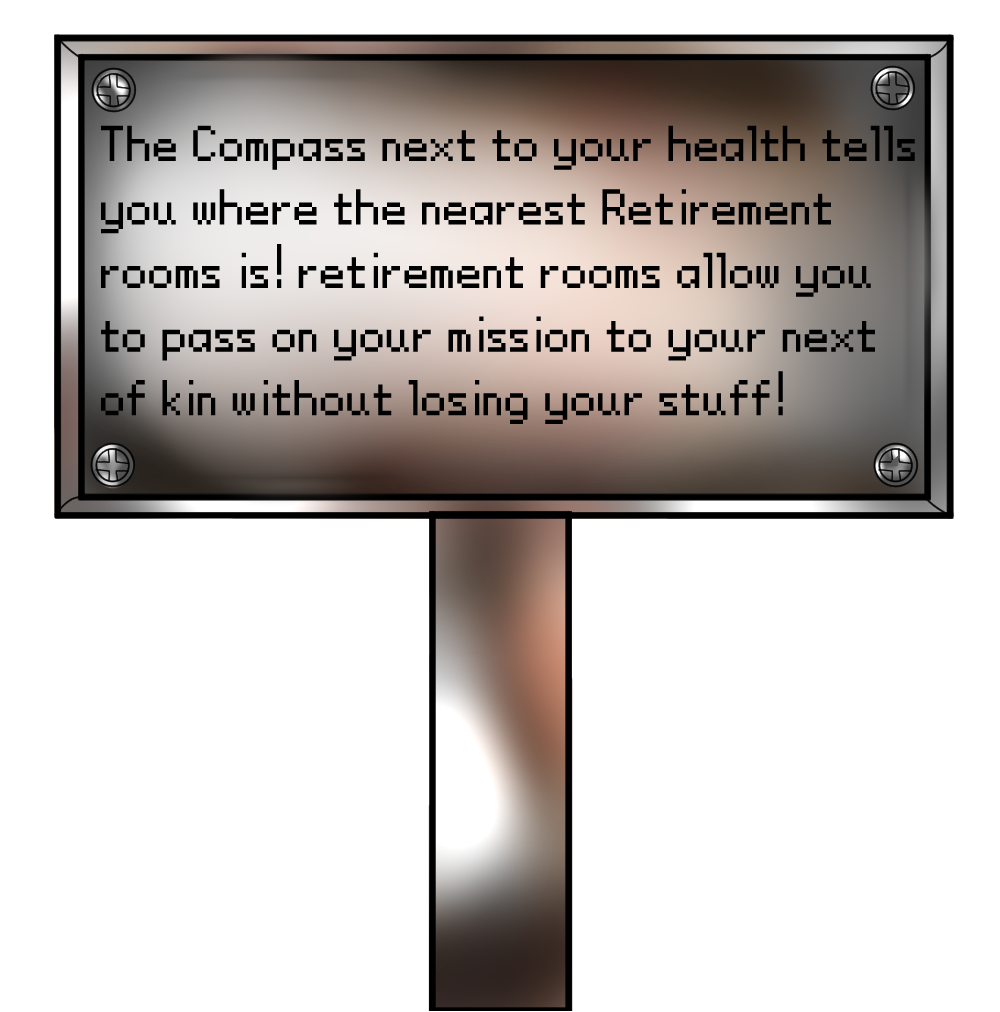 The Compass next to your health tells
you where the nearest Retirement
rooms is! retirement rooms allow you
to pass on your mission to your next
of kin without losing your stuff!